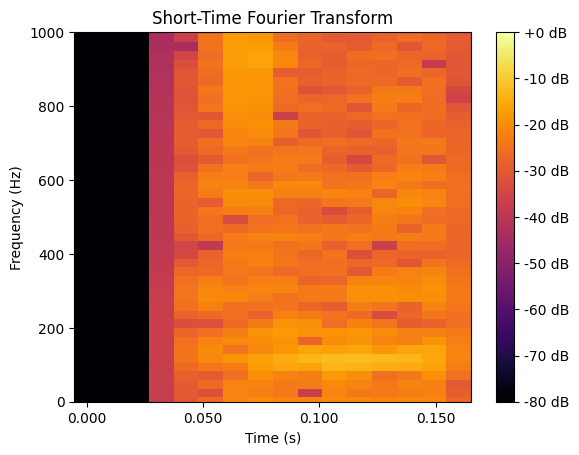 Short-Time Fourier Transform
1000
800
600
400
200
0
Frequency (Hz)
0.000
0.050
0.100
0.150
Time (s)
+0 dB
-10 dB
-20 dB
-30 dB
-40 dB
-50 dB
-60 dB
-70 dB
-80 dB